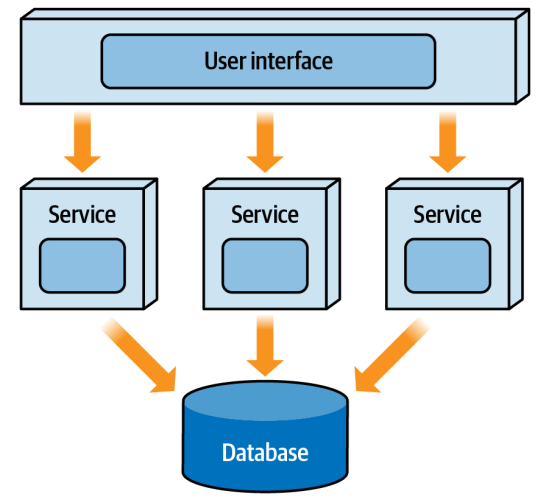 User interface
Service
Service
Service
Database